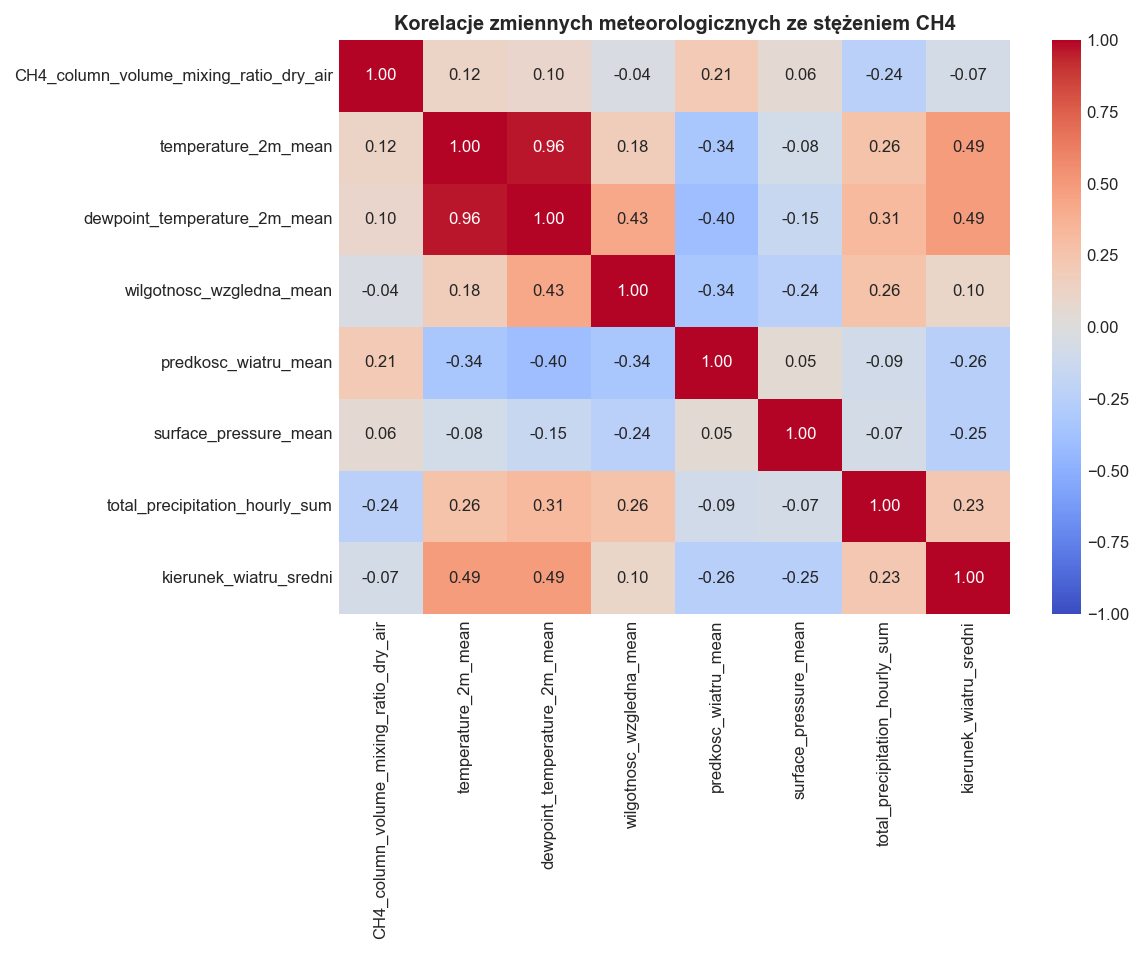 Korelacje zmiennych meteorologicznych ze stężeniem CH4
CH4_column_volume_mixing_ratio_dry_air 1.00 0.12 0.10 -0.04 0.21 0.06 -0.24 -0.07
temperature_2m_mean 0.12 1.00 0.96 0.18 -0.34 -0.08 0.26 0.49
dewpoint_temperature_2m_mean 0.10 0.96 1.00 0.43 -0.40 -0.15 0.31 0.49
wilgotnosc_wzgledna_mean -0.04 0.18 0.43 1.00 -0.34 -0.24 0.26 0.10
predkosc_wiatru_mean 0.21 -0.34 -0.40 -0.34 1.00 0.05 -0.09 -0.26
surface_pressure_mean 0.06 -0.08 -0.15 -0.24 0.05 1.00 -0.07 -0.25
total_precipitation_hourly_sum -0.24 0.26 0.31 0.26 -0.09 -0.07 1.00 0.23
kierunek_wiatru_sredni -0.07 0.49 0.49 0.10 -0.26 -0.25 0.23 1.00
CH4_column_volume_mixing_ratio_dry_air
temperature_2m_mean
dewpoint_temperature_2m_mean
wilgotnosc_wzgledna_mean
predkosc_wiatru_mean
surface_pressure_mean
total_precipitation_hourly_sum
kierunek_wiatru_sredni
1.00
0.75
0.50
0.25
0.00
−0.25
−0.50
−0.75
−1.00